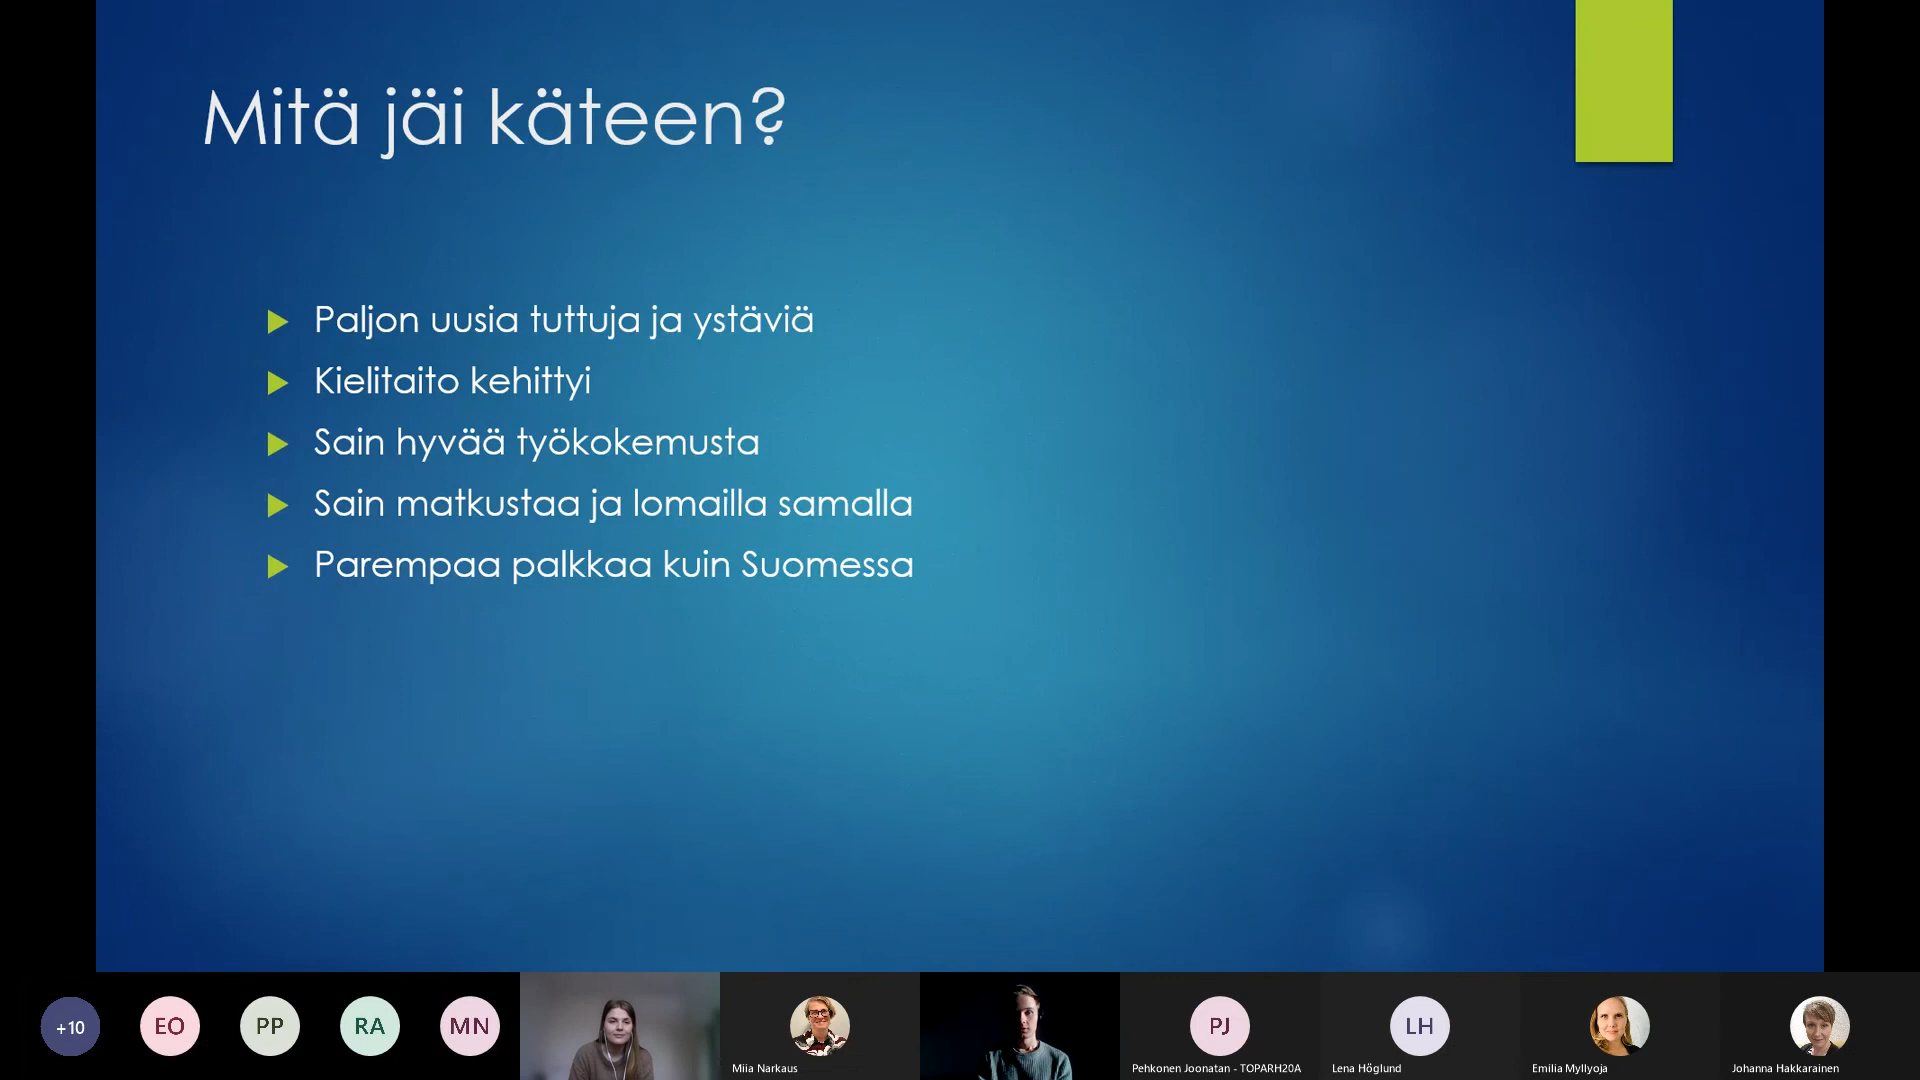 Mitä jäi käteen?
Paljon uusia tuttuja ja ystäviä
Kielitaito kehittyi
Sain hyvää työkokemusta
Sain matkustaa ja lomailla samalla
Parempaa palkkaa kuin Suomessa
+10
EO
PP
RA
MN
PJ
LH
Miia Narkaus
Pehkonen Joonatan - TOPARH20A
Lena Höglund
Emilia Myllyoja
Johanna Hakkarainen